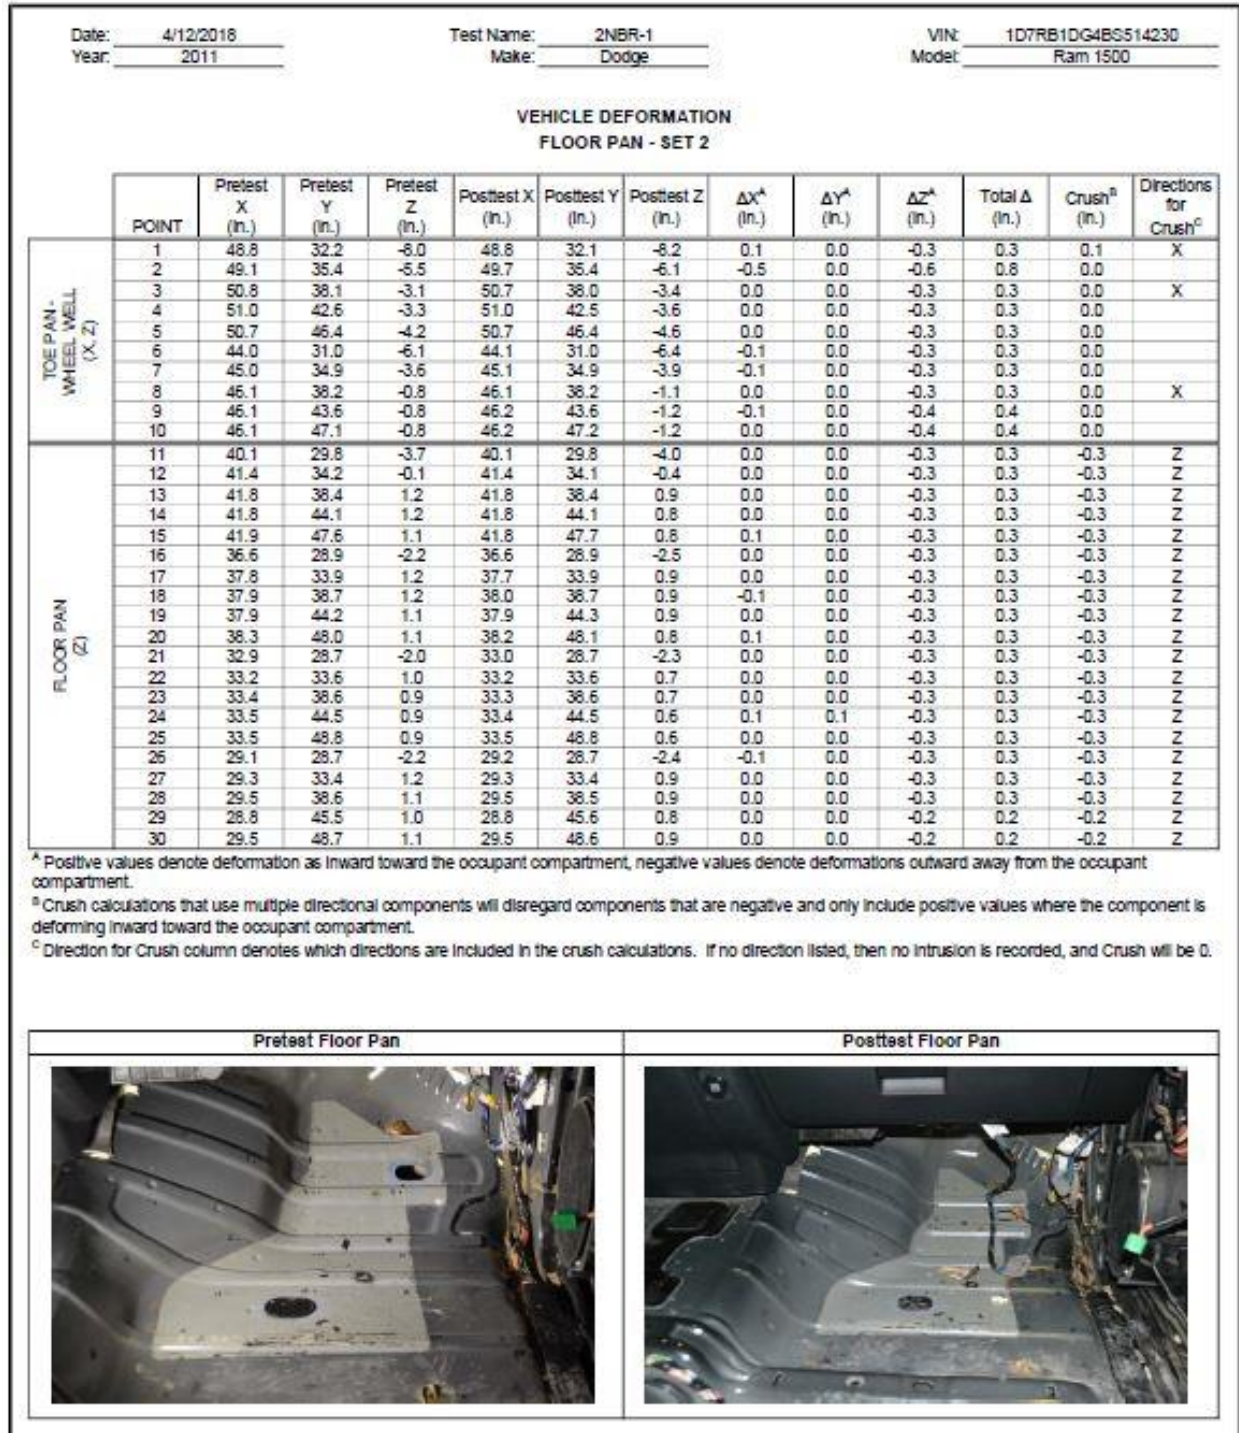 Date: 4/12/2018 Test Name: 2NBR-1 VIN: 1D7RB1DG4BS514230
Year: 2011 Make: Dodge Model: Ram 1500
VEHICLE DEFORMATION
FLOOR PAN - SET 2
POINT Pretest X (in.) Pretest Y (in.) Pretest Z (in.) Posttest X (in.) Posttest Y (in.) Posttest Z (in.) ΔXᴬ (in.) ΔYᴬ (in.) ΔZᴬ (in.) Total Δ (in.) Crushᴮ (in.) Directions for Crushᶜ
TOE PAN - WHEEL WELL (X, Z)
1 48.8 32.2 -6.0 48.8 32.1 -6.2 0.1 0.0 -0.3 0.3 0.1 X
2 49.1 35.4 -5.5 49.7 35.4 -6.1 -0.5 0.0 -0.6 0.8 0.0
3 50.8 38.1 -3.1 50.7 38.0 -3.4 0.0 0.0 -0.3 0.3 0.0 X
4 51.0 42.6 -3.3 51.0 42.5 -3.6 0.0 0.0 -0.3 0.3 0.0
5 50.7 46.4 -4.2 50.7 46.4 -4.6 0.0 0.0 -0.3 0.3 0.0
6 44.0 31.0 -6.1 44.1 31.0 -6.4 -0.1 0.0 -0.3 0.3 0.0
7 45.0 34.9 -3.6 45.1 34.9 -3.9 -0.1 0.0 -0.3 0.3 0.0
8 46.1 38.2 -0.8 46.1 38.2 -1.1 0.0 0.0 -0.3 0.3 0.0 X
9 46.1 43.6 -0.8 46.2 43.6 -1.2 -0.1 0.0 -0.4 0.4 0.0
10 46.1 47.1 -0.8 46.2 47.2 -1.2 0.0 0.0 -0.4 0.4 0.0
FLOOR PAN (Z)
11 40.1 29.8 -3.7 40.1 29.8 -4.0 0.0 0.0 -0.3 0.3 -0.3 Z
12 41.4 34.2 -0.1 41.4 34.1 -0.4 0.0 0.0 -0.3 0.3 -0.3 Z
13 41.8 38.4 1.2 41.8 38.4 0.9 0.0 0.0 -0.3 0.3 -0.3 Z
14 41.8 44.1 1.2 41.8 44.1 0.8 0.0 0.0 -0.3 0.3 -0.3 Z
15 41.9 47.6 1.1 41.8 47.7 0.8 0.1 0.0 -0.3 0.3 -0.3 Z
16 36.6 28.9 -2.2 36.6 28.9 -2.5 0.0 0.0 -0.3 0.3 -0.3 Z
17 37.8 33.9 1.2 37.7 33.9 0.9 0.0 0.0 -0.3 0.3 -0.3 Z
18 37.9 38.7 1.2 38.0 38.7 0.9 -0.1 0.0 -0.3 0.3 -0.3 Z
19 37.9 44.2 1.1 37.9 44.3 0.9 0.0 0.0 -0.3 0.3 -0.3 Z
20 38.3 48.0 1.1 38.2 48.1 0.8 0.1 0.0 -0.3 0.3 -0.3 Z
21 32.9 28.7 -2.0 33.0 28.7 -2.3 0.0 0.0 -0.3 0.3 -0.3 Z
22 33.2 33.6 1.0 33.2 33.6 0.7 0.0 0.0 -0.3 0.3 -0.3 Z
23 33.4 38.6 0.9 33.3 38.6 0.7 0.0 0.0 -0.3 0.3 -0.3 Z
24 33.5 44.5 0.9 33.4 44.5 0.6 0.1 0.1 -0.3 0.3 -0.3 Z
25 33.5 48.8 0.9 33.5 48.8 0.6 0.0 0.0 -0.3 0.3 -0.3 Z
26 29.1 28.7 -2.2 29.2 28.7 -2.4 -0.1 0.0 -0.3 0.3 -0.3 Z
27 29.3 33.4 1.2 29.3 33.4 0.9 0.0 0.0 -0.3 0.3 -0.3 Z
28 29.5 38.6 1.1 29.5 38.5 0.9 0.0 0.0 -0.3 0.3 -0.3 Z
29 28.8 45.5 1.0 28.8 45.6 0.8 0.0 0.0 -0.2 0.2 -0.2 Z
30 29.5 48.7 1.1 29.5 48.6 0.9 0.0 0.0 -0.2 0.2 -0.2 Z
ᴬ Positive values denote deformation as inward toward the occupant compartment, negative values denote deformations outward away from the occupant
compartment.
ᴮ Crush calculations that use multiple directional components will disregard components that are negative and only include positive values where the component is
deforming inward toward the occupant compartment.
ᶜ Direction for Crush column denotes which directions are included in the crush calculations. If no direction listed, then no intrusion is recorded, and Crush will be 0.
Pretest Floor Pan Posttest Floor Pan